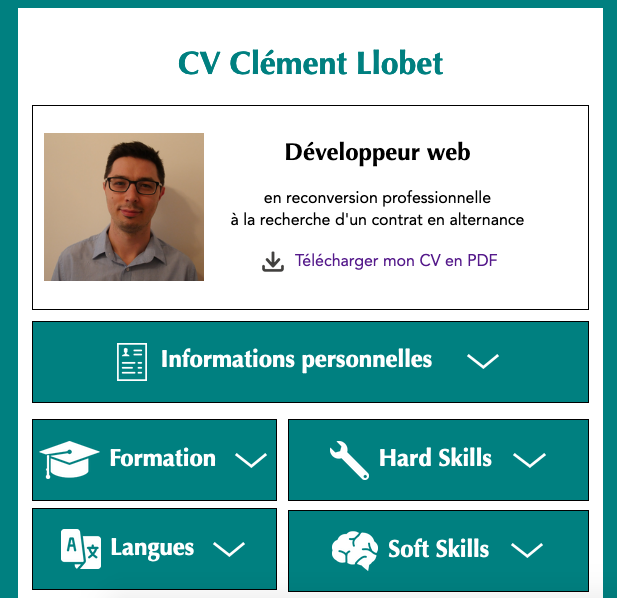 CV Clément Llobet
Développeur web
en reconversion professionnelle
à la recherche d'un contrat en alternance
Télécharger mon CV en PDF
Informations personnelles
Formation
Hard Skills
A 文
Langues
Soft Skills